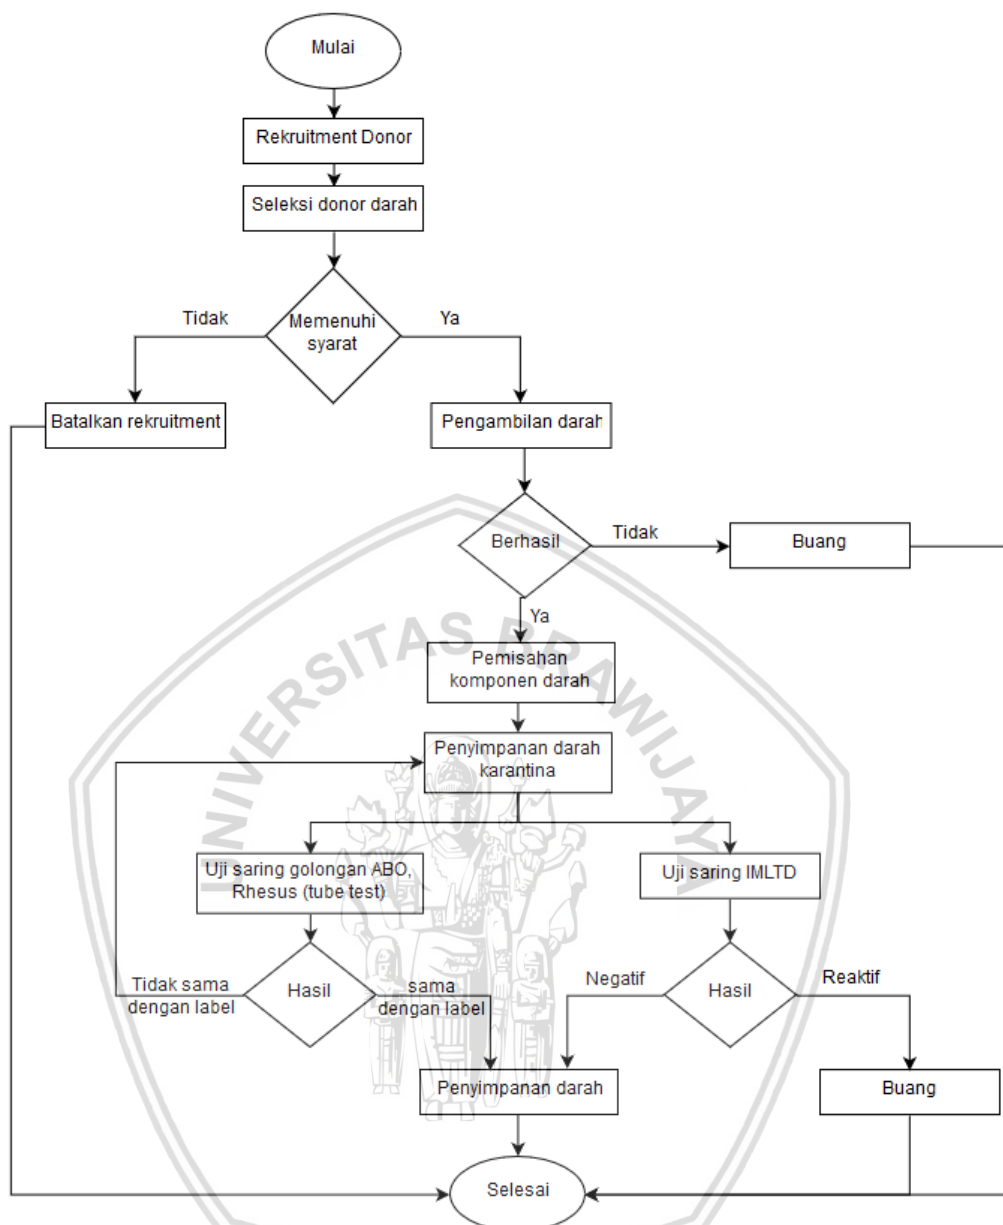 Mulai
Rekruitment Donor
Seleksi donor darah
Memenuhi
syarat
Tidak
Ya
Batalkan rekruitment
Pengambilan darah
Berhasil
Tidak
Buang
Ya
Pemisahan
komponen darah
Penyimpanan darah
karantina
Uji saring golongan ABO,
Rhesus (tube test)
Uji saring IMLTD
Tidak sama
dengan label
Hasil
sama
dengan label
Negatif
Hasil
Reaktif
Penyimpanan darah
Buang
Selesai
UNIVERSITAS BRAWIJAYA